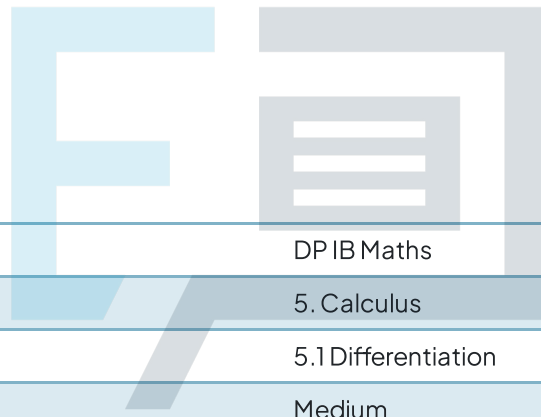 DP IB Maths
5. Calculus
5.1 Differentiation
Medium